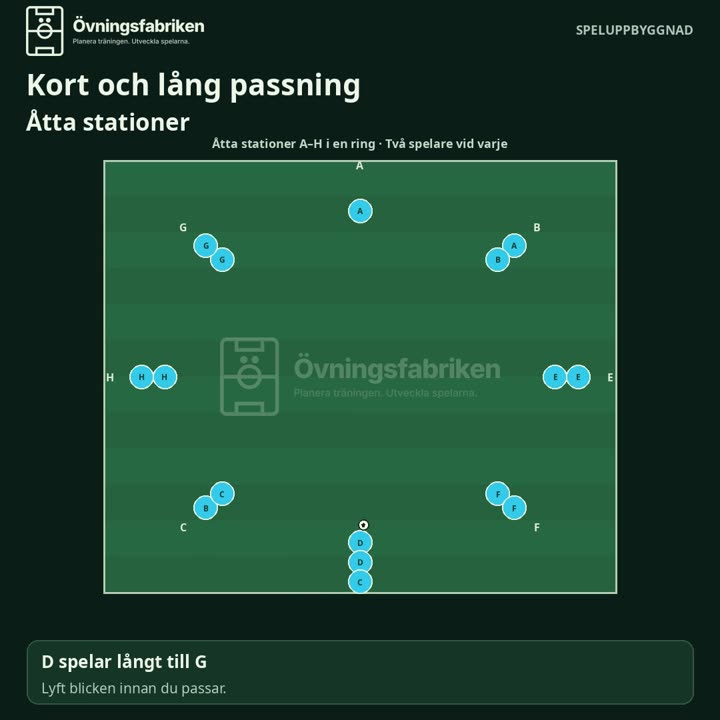 Övningsfabriken
Planera träningen. Utveckla spelarna.
SPELUPPBYGGNAD
Kort och lång passning
Åtta stationer
Åtta stationer A–H i en ring · Två spelare vid varje
A
A
G
B
G
A
G
B
Övningsfabriken
Planera träningen. Utveckla spelarna.
H
H
H
E
E
E
C
B
F
F
C
F
D
D
C
D spelar långt till G
Lyft blicken innan du passar.